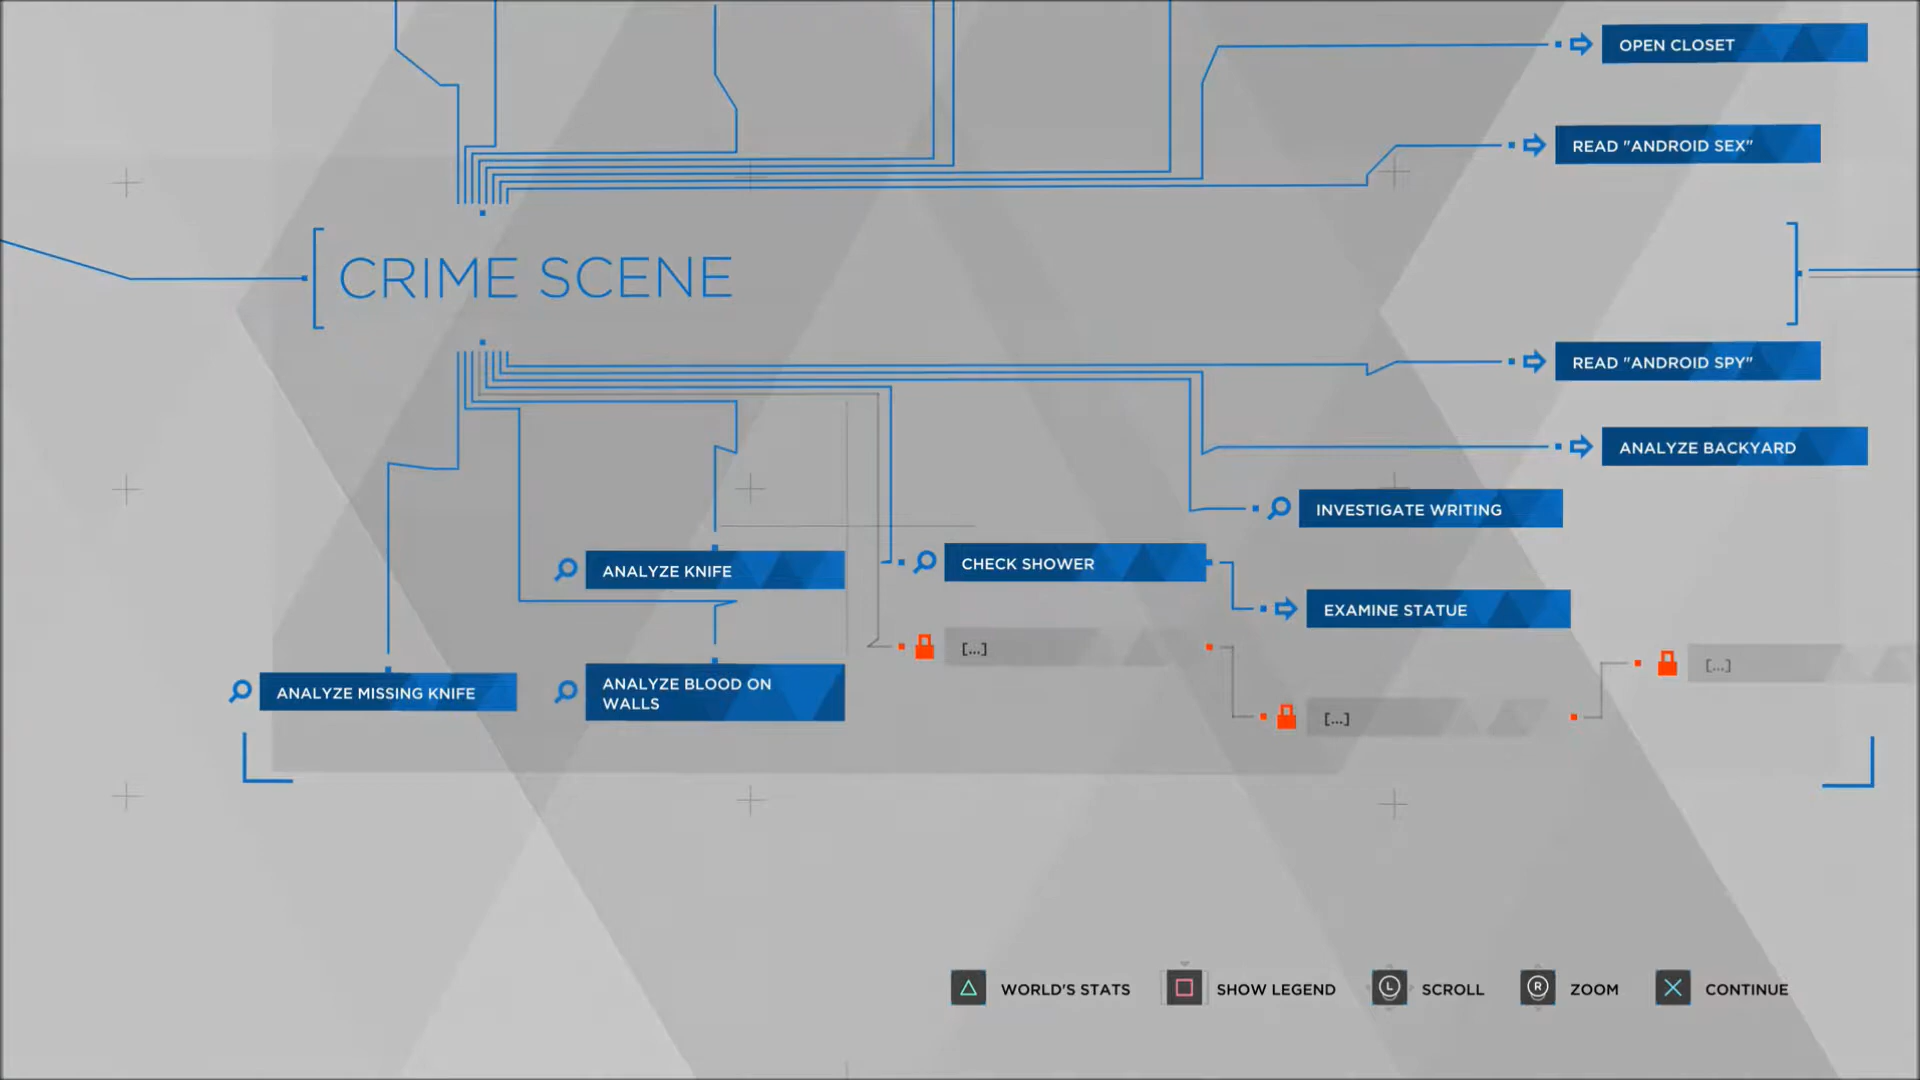 OPEN CLOSET
READ "ANDROID SEX"
CRIME SCENE
READ "ANDROID SPY"
ANALYZE BACKYARD
INVESTIGATE WRITING
ANALYZE KNIFE
CHECK SHOWER
EXAMINE STATUE
[...]
[...]
ANALYZE MISSING KNIFE
ANALYZE BLOOD ON
WALLS
[...]
WORLD'S STATS
SHOW LEGEND
L
SCROLL
R
ZOOM
CONTINUE